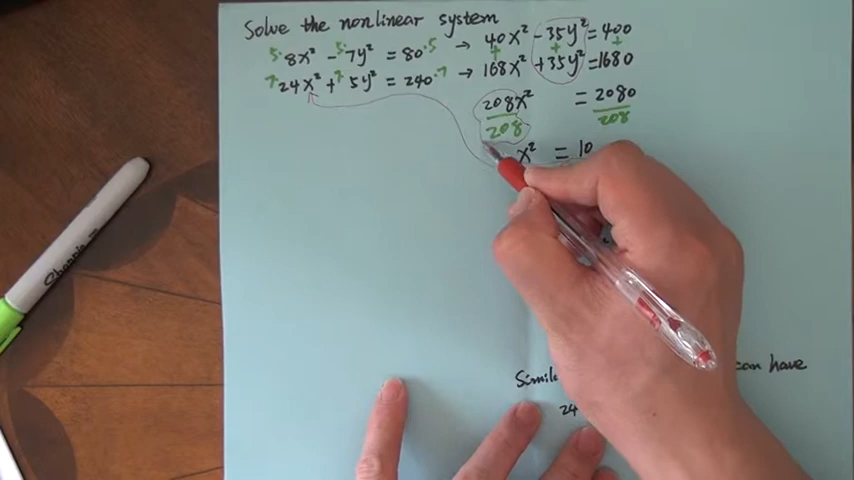 Solve the nonlinear system
5· 8x² - 5· 7y² = 80·5 → 40x² - 35y² = 400
+ + +
7· 24x² + 7· 5y² = 240·7 → 168x² + 35y² = 1680
208x² = 2080
208 208
x² = 10
can have
24
Sharpie